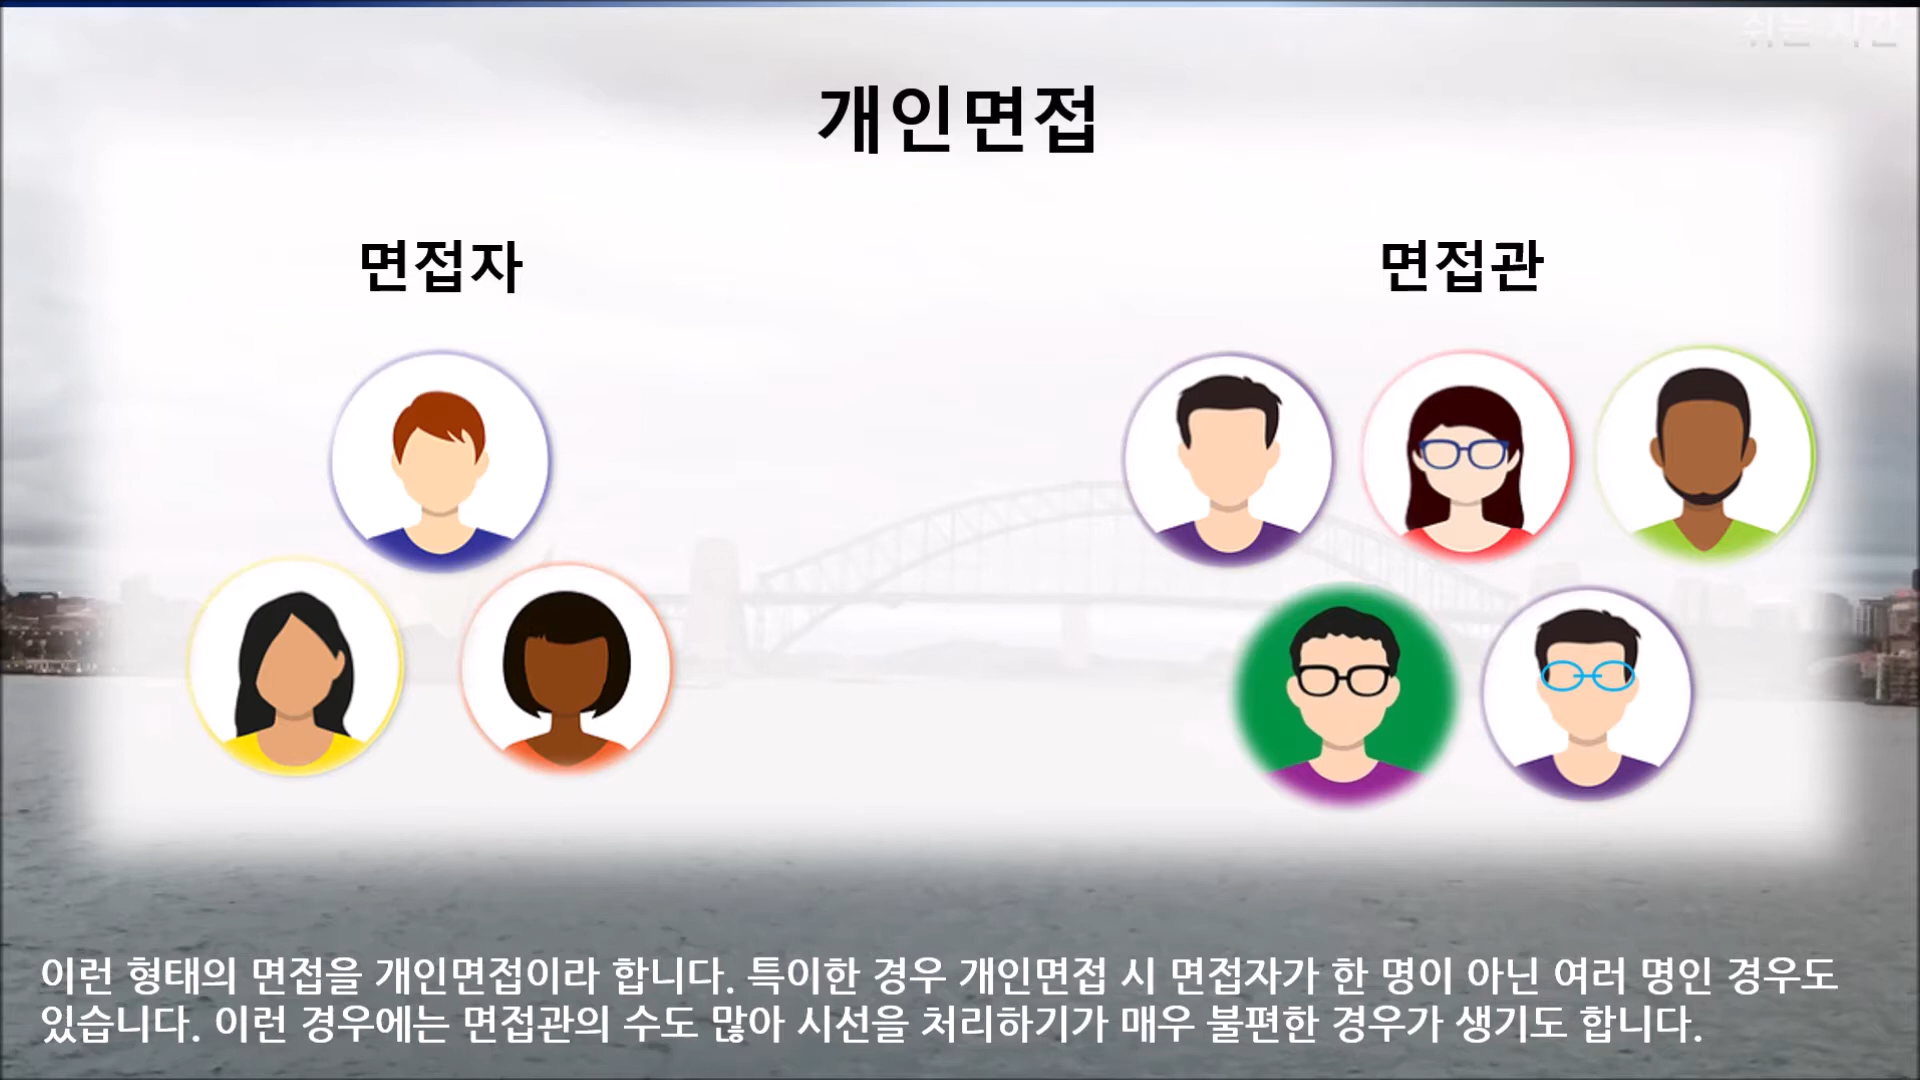 쉬는 시간
개인면접
면접자
면접관
이런 형태의 면접을 개인면접이라 합니다. 특이한 경우 개인면접 시 면접자가 한 명이 아닌 여러 명인 경우도
있습니다. 이런 경우에는 면접관의 수도 많아 시선을 처리하기가 매우 불편한 경우가 생기도 합니다.